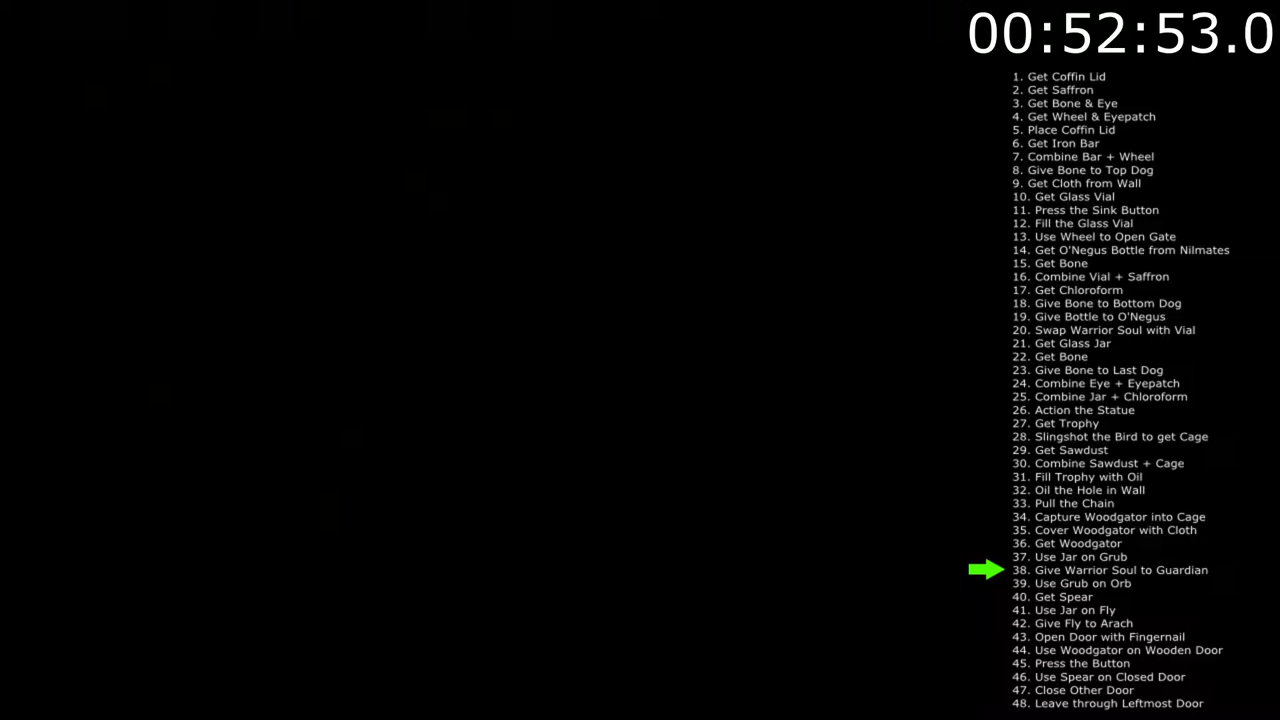 00:52:53.0
1. Get Coffin Lid
2. Get Saffron
3. Get Bone & Eye
4. Get Wheel & Eyepatch
5. Place Coffin Lid
6. Get Iron Bar
7. Combine Bar + Wheel
8. Give Bone to Top Dog
9. Get Cloth from Wall
10. Get Glass Vial
11. Press the Sink Button
12. Fill the Glass Vial
13. Use Wheel to Open Gate
14. Get O'Negus Bottle from Nilmates
15. Get Bone
16. Combine Vial + Saffron
17. Get Chloroform
18. Give Bone to Bottom Dog
19. Give Bottle to O'Negus
20. Swap Warrior Soul with Vial
21. Get Glass Jar
22. Get Bone
23. Give Bone to Last Dog
24. Combine Eye + Eyepatch
25. Combine Jar + Chloroform
26. Action the Statue
27. Get Trophy
28. Slingshot the Bird to get Cage
29. Get Sawdust
30. Combine Sawdust + Cage
31. Fill Trophy with Oil
32. Oil the Hole in Wall
33. Pull the Chain
34. Capture Woodgator into Cage
35. Cover Woodgator with Cloth
36. Get Woodgator
37. Use Jar on Grub
38. Give Warrior Soul to Guardian
39. Use Grub on Orb
40. Get Spear
41. Use Jar on Fly
42. Give Fly to Arach
43. Open Door with Fingernail
44. Use Woodgator on Wooden Door
45. Press the Button
46. Use Spear on Closed Door
47. Close Other Door
48. Leave through Leftmost Door